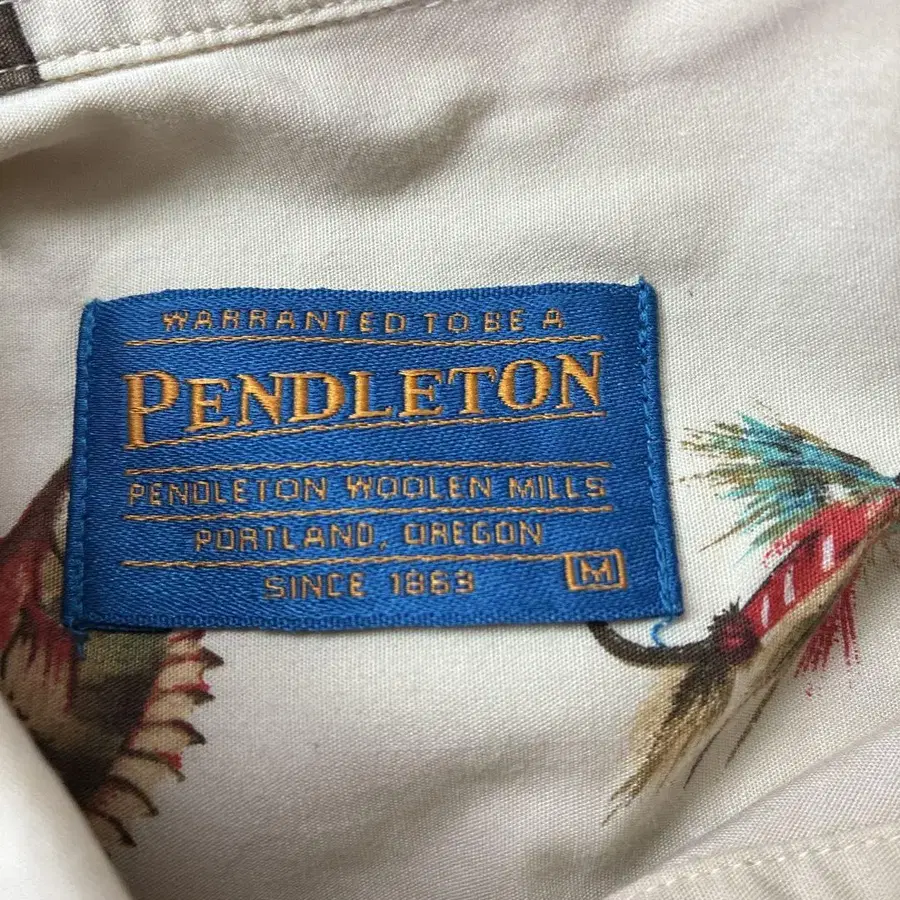 WARRANTED TO BE A
PENDLETON
PENDLETON WOOLEN MILLS
PORTLAND, OREGON
SINCE 1863
M